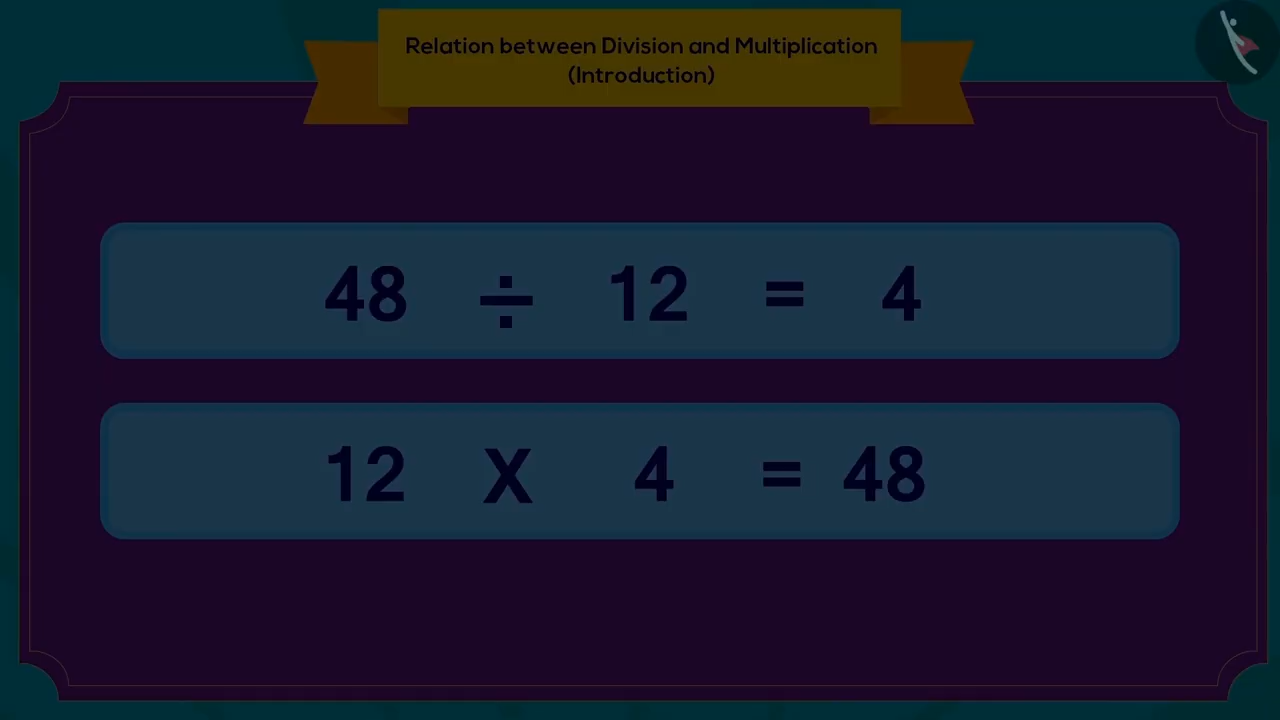 Relation between Division and Multiplication
(Introduction)
48 ÷ 12 = 4
12 X 4 = 48